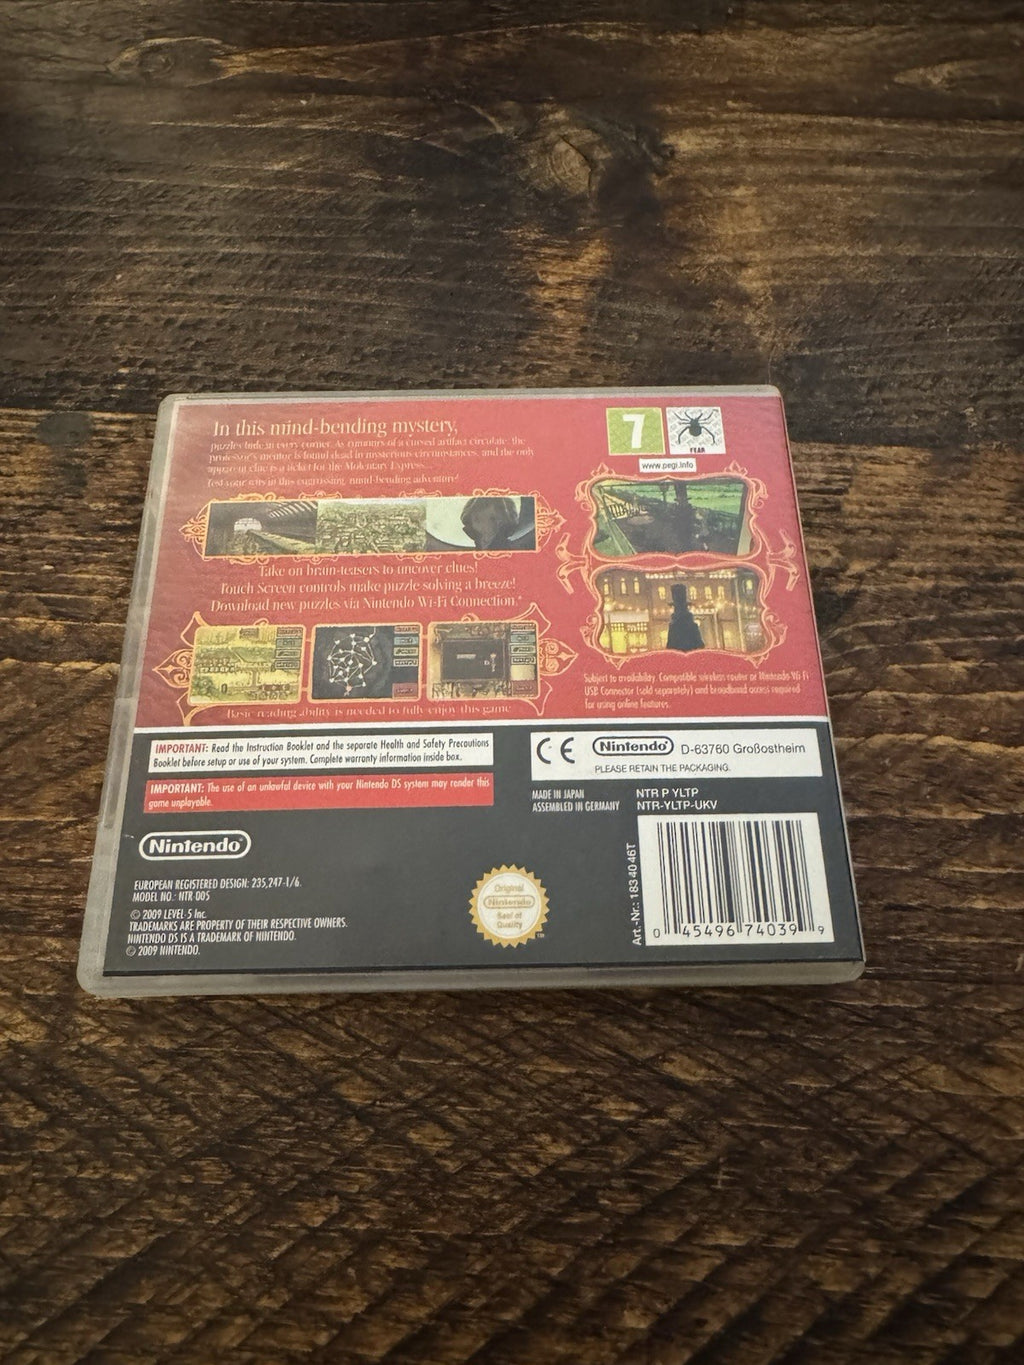 In this mind-bending mystery,
puzzles hide in every corner. As rumours of a cursed artifact circulate, the
professor's mentor is found dead in mysterious circumstances, and the only
apparent clue is a ticket for the Molentary Express...
Test your wits in this engrossing, mind-bending adventure!
7
FEAR
www.pegi.info
Take on brain-teasers to uncover clues!
Touch Screen controls make puzzle solving a breeze!
Download new puzzles via Nintendo Wi-Fi Connection.*
Basic reading ability is needed to fully enjoy this game
Subject to availability. Compatible wireless router or Nintendo Wi-Fi
USB Connector (sold separately) and broadband access required
for using online features.
IMPORTANT: Read the Instruction Booklet and the separate Health and Safety Precautions
Booklet before setup or use of your system. Complete warranty information inside box.
IMPORTANT: The use of an unlawful device with your Nintendo DS system may render this
game unplayable.
CE Nintendo D-63760 Großostheim
PLEASE RETAIN THE PACKAGING.
MADE IN JAPAN
ASSEMBLED IN GERMANY
NTR P YLTP
NTR-YLTP-UKV
Nintendo
EUROPEAN REGISTERED DESIGN: 235,247-1/6.
MODEL NO.: NTR-005
© 2009 LEVEL-5 Inc.
TRADEMARKS ARE PROPERTY OF THEIR RESPECTIVE OWNERS.
NINTENDO DS IS A TRADEMARK OF NINTENDO.
© 2009 NINTENDO.
Original
Nintendo
Seal of
Quality
TM
Art.-Nr.: 1834046T
0 45496 74039 9